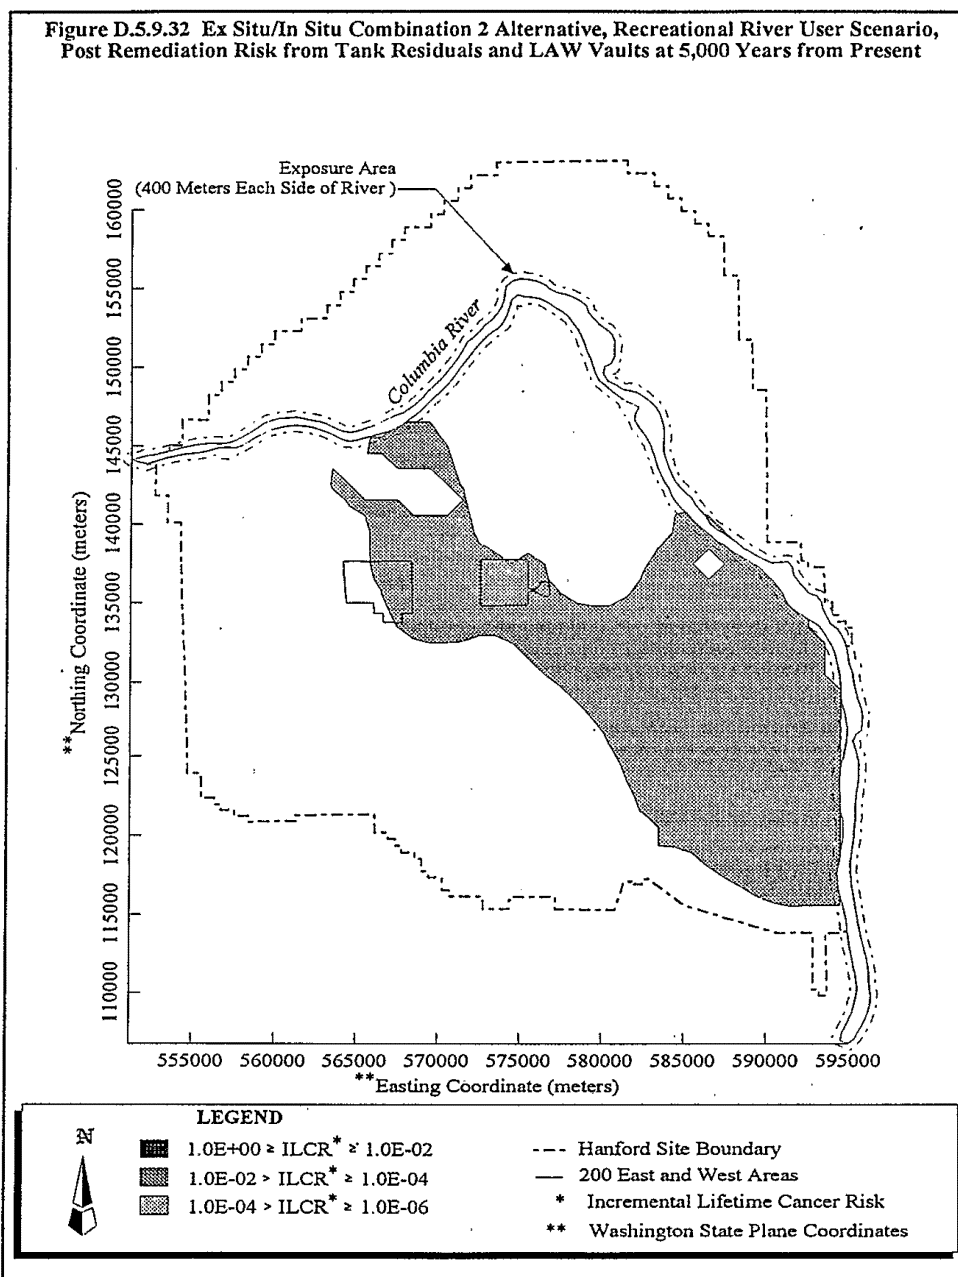 Figure D.5.9.32 Ex Situ/In Situ Combination 2 Alternative, Recreational River User Scenario,
Post Remediation Risk from Tank Residuals and LAW Vaults at 5,000 Years from Present
Exposure Area
(400 Meters Each Side of River )
Columbia River
**Northing Coordinate (meters)
160000
155000
150000
145000
140000
135000
130000
125000
120000
115000
110000
555000 560000 565000 570000 575000 580000 585000 590000 595000
**Easting Coordinate (meters)
LEGEND
N
1.0E+00 ≥ ILCR* ≥ 1.0E-02
1.0E-02 > ILCR* ≥ 1.0E-04
1.0E-04 > ILCR* ≥ 1.0E-06
Hanford Site Boundary
200 East and West Areas
* Incremental Lifetime Cancer Risk
** Washington State Plane Coordinates